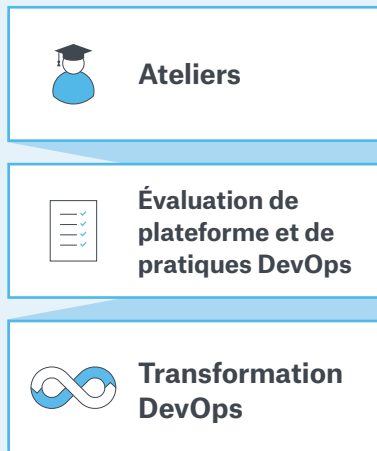 Ateliers
Évaluation de
plateforme et de
pratiques DevOps
Transformation
DevOps